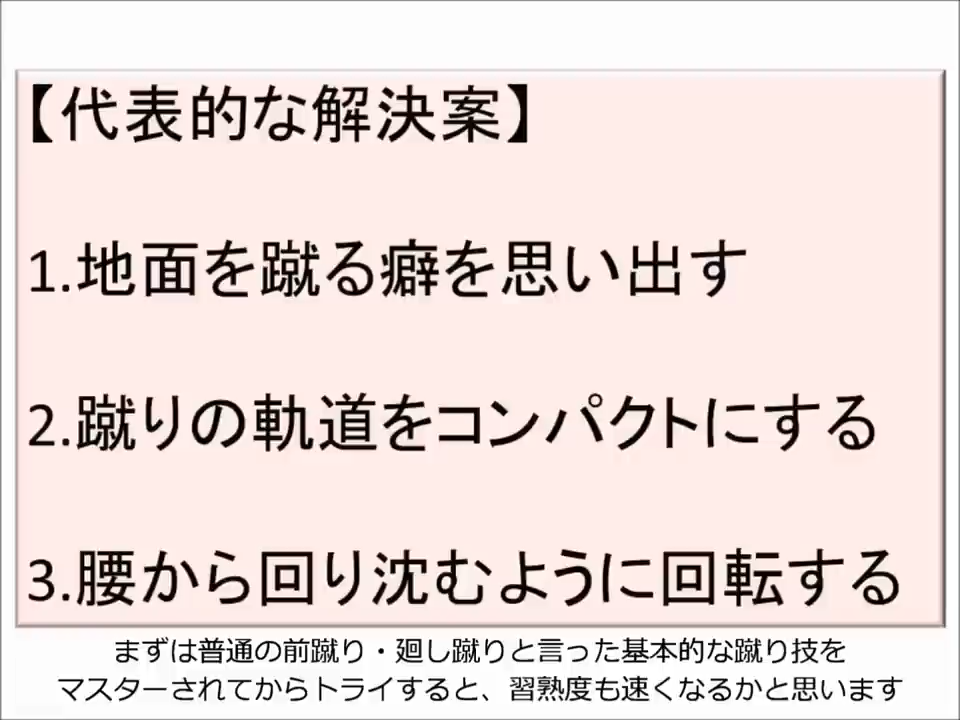 【代表的な解決案】
1.地面を蹴る癖を思い出す
2.蹴りの軌道をコンパクトにする
3.腰から回り沈むように回転する
まずは普通の前蹴り・廻し蹴りと言った基本的な蹴り技を
マスターされてからトライすると、習熟度も速くなるかと思います